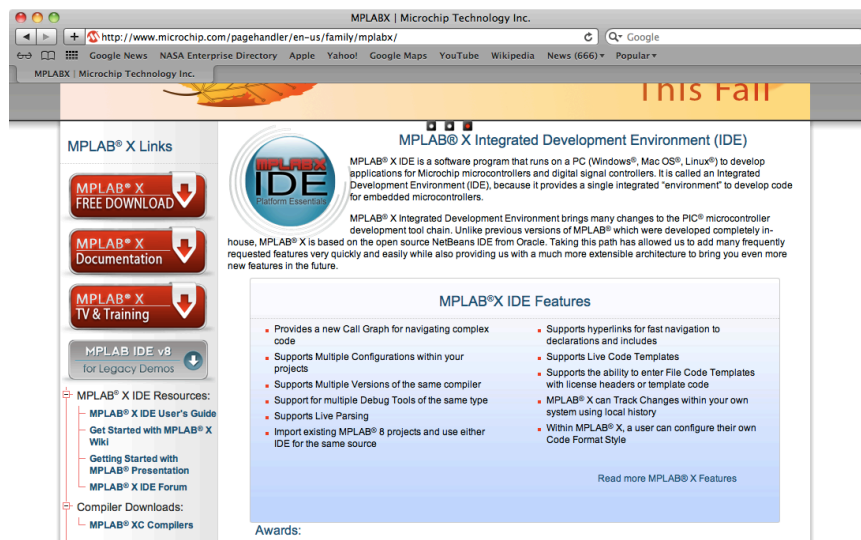 MPLABX | Microchip Technology Inc.
http://www.microchip.com/pagehandler/en-us/family/mplabx/
Google
Google News NASA Enterprise Directory Apple Yahoo! Google Maps YouTube Wikipedia News (666) Popular
MPLABX | Microchip Technology Inc.
This Fall
MPLAB® X Links
MPLAB® X
FREE DOWNLOAD
MPLAB® X
Documentation
MPLAB® X
TV & Training
MPLAB IDE v8
for Legacy Demos
MPLAB® X IDE Resources:
MPLAB® X IDE User's Guide
Get Started with MPLAB® X
Wiki
Getting Started with
MPLAB® Presentation
MPLAB® X IDE Forum
Compiler Downloads:
MPLAB® XC Compilers
MPLABX
IDE
Platform Essentials
MPLAB® X Integrated Development Environment (IDE)
MPLAB® X IDE is a software program that runs on a PC (Windows®, Mac OS®, Linux®) to develop
applications for Microchip microcontrollers and digital signal controllers. It is called an Integrated
Development Environment (IDE), because it provides a single integrated "environment" to develop code
for embedded microcontrollers.
MPLAB® X Integrated Development Environment brings many changes to the PIC® microcontroller
development tool chain. Unlike previous versions of MPLAB® which were developed completely in-
house, MPLAB® X is based on the open source NetBeans IDE from Oracle. Taking this path has allowed us to add many frequently
requested features very quickly and easily while also providing us with a much more extensible architecture to bring you even more
new features in the future.
MPLAB®X IDE Features
Provides a new Call Graph for navigating complex
code
Supports Multiple Configurations within your
projects
Supports Multiple Versions of the same compiler
Support for multiple Debug Tools of the same type
Supports Live Parsing
Import existing MPLAB® 8 projects and use either
IDE for the same source
Supports hyperlinks for fast navigation to
declarations and includes
Supports Live Code Templates
Supports the ability to enter File Code Templates
with license headers or template code
MPLAB® X can Track Changes within your own
system using local history
Within MPLAB® X, a user can configure their own
Code Format Style
Read more MPLAB® X Features
Awards: